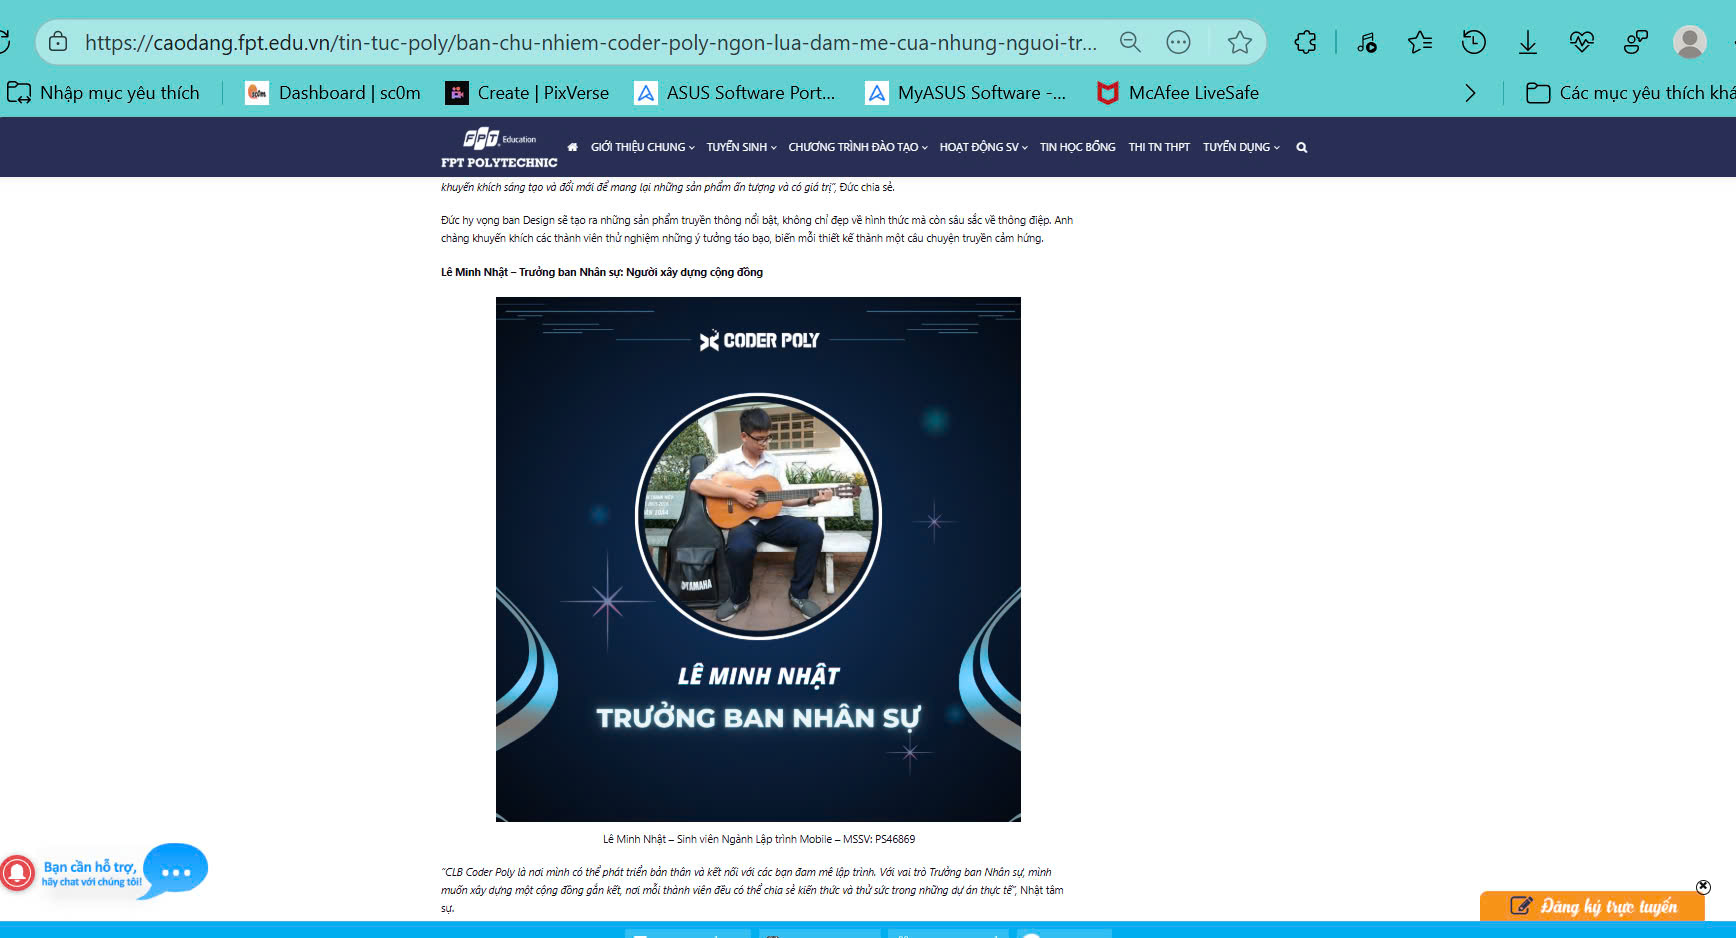 https://caodang.fpt.edu.vn/tin-tuc-poly/ban-chu-nhiem-coder-poly-ngon-lua-dam-me-cua-nhung-nguoi-tr...
Nhập mục yêu thích
Dashboard | sc0m
Create | PixVerse
ASUS Software Port...
MyASUS Software -...
McAfee LiveSafe
Các mục yêu thích khá
FPT Education
FPT POLYTECHNIC
GIỚI THIỆU CHUNG
TUYỂN SINH
CHƯƠNG TRÌNH ĐÀO TẠO
HOẠT ĐỘNG SV
TIN HỌC BỔNG
THI TN THPT
TUYỂN DỤNG
khuyến khích sáng tạo và đổi mới để mang lại những sản phẩm ấn tượng và có giá trị", Đức chia sẻ.
Đức hy vọng ban Design sẽ tạo ra những sản phẩm truyền thông nổi bật, không chỉ đẹp về hình thức mà còn sâu sắc về thông điệp. Anh
chàng khuyến khích các thành viên thử nghiệm những ý tưởng táo bạo, biến mỗi thiết kế thành một câu chuyện truyền cảm hứng.
Lê Minh Nhật – Trưởng ban Nhân sự: Người xây dựng cộng đồng
CODER POLY
YAMAHA
LÊ MINH NHẬT
TRƯỞNG BAN NHÂN SỰ
Lê Minh Nhật – Sinh viên Ngành Lập trình Mobile – MSSV: PS46869
"CLB Coder Poly là nơi mình có thể phát triển bản thân và kết nối với các bạn đam mê lập trình. Với vai trò Trưởng ban Nhân sự, mình
muốn xây dựng một cộng đồng gắn kết, nơi mỗi thành viên đều có thể chia sẻ kiến thức và thử sức trong những dự án thực tế", Nhật tâm
sự.
Bạn cần hỗ trợ,
hãy chat với chúng tôi!
Đăng ký trực tuyến